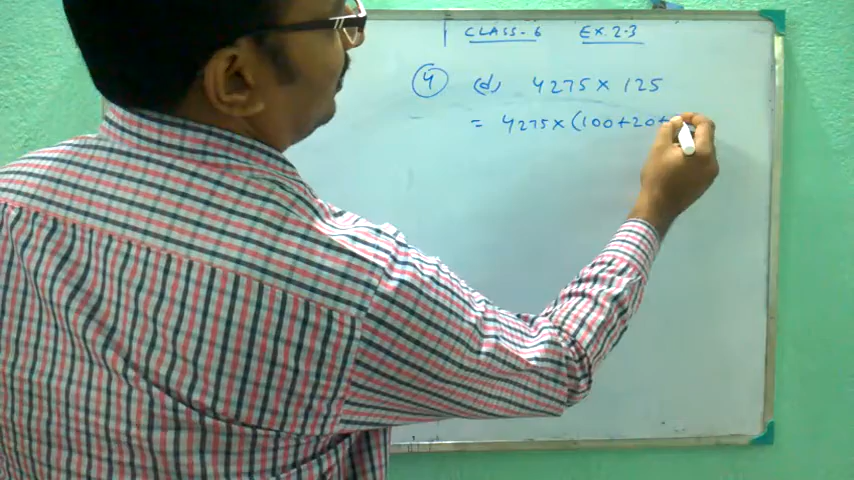 CLASS-6 EX.2.3
4 (d) 4275 × 125
= 4275 × (100+20+